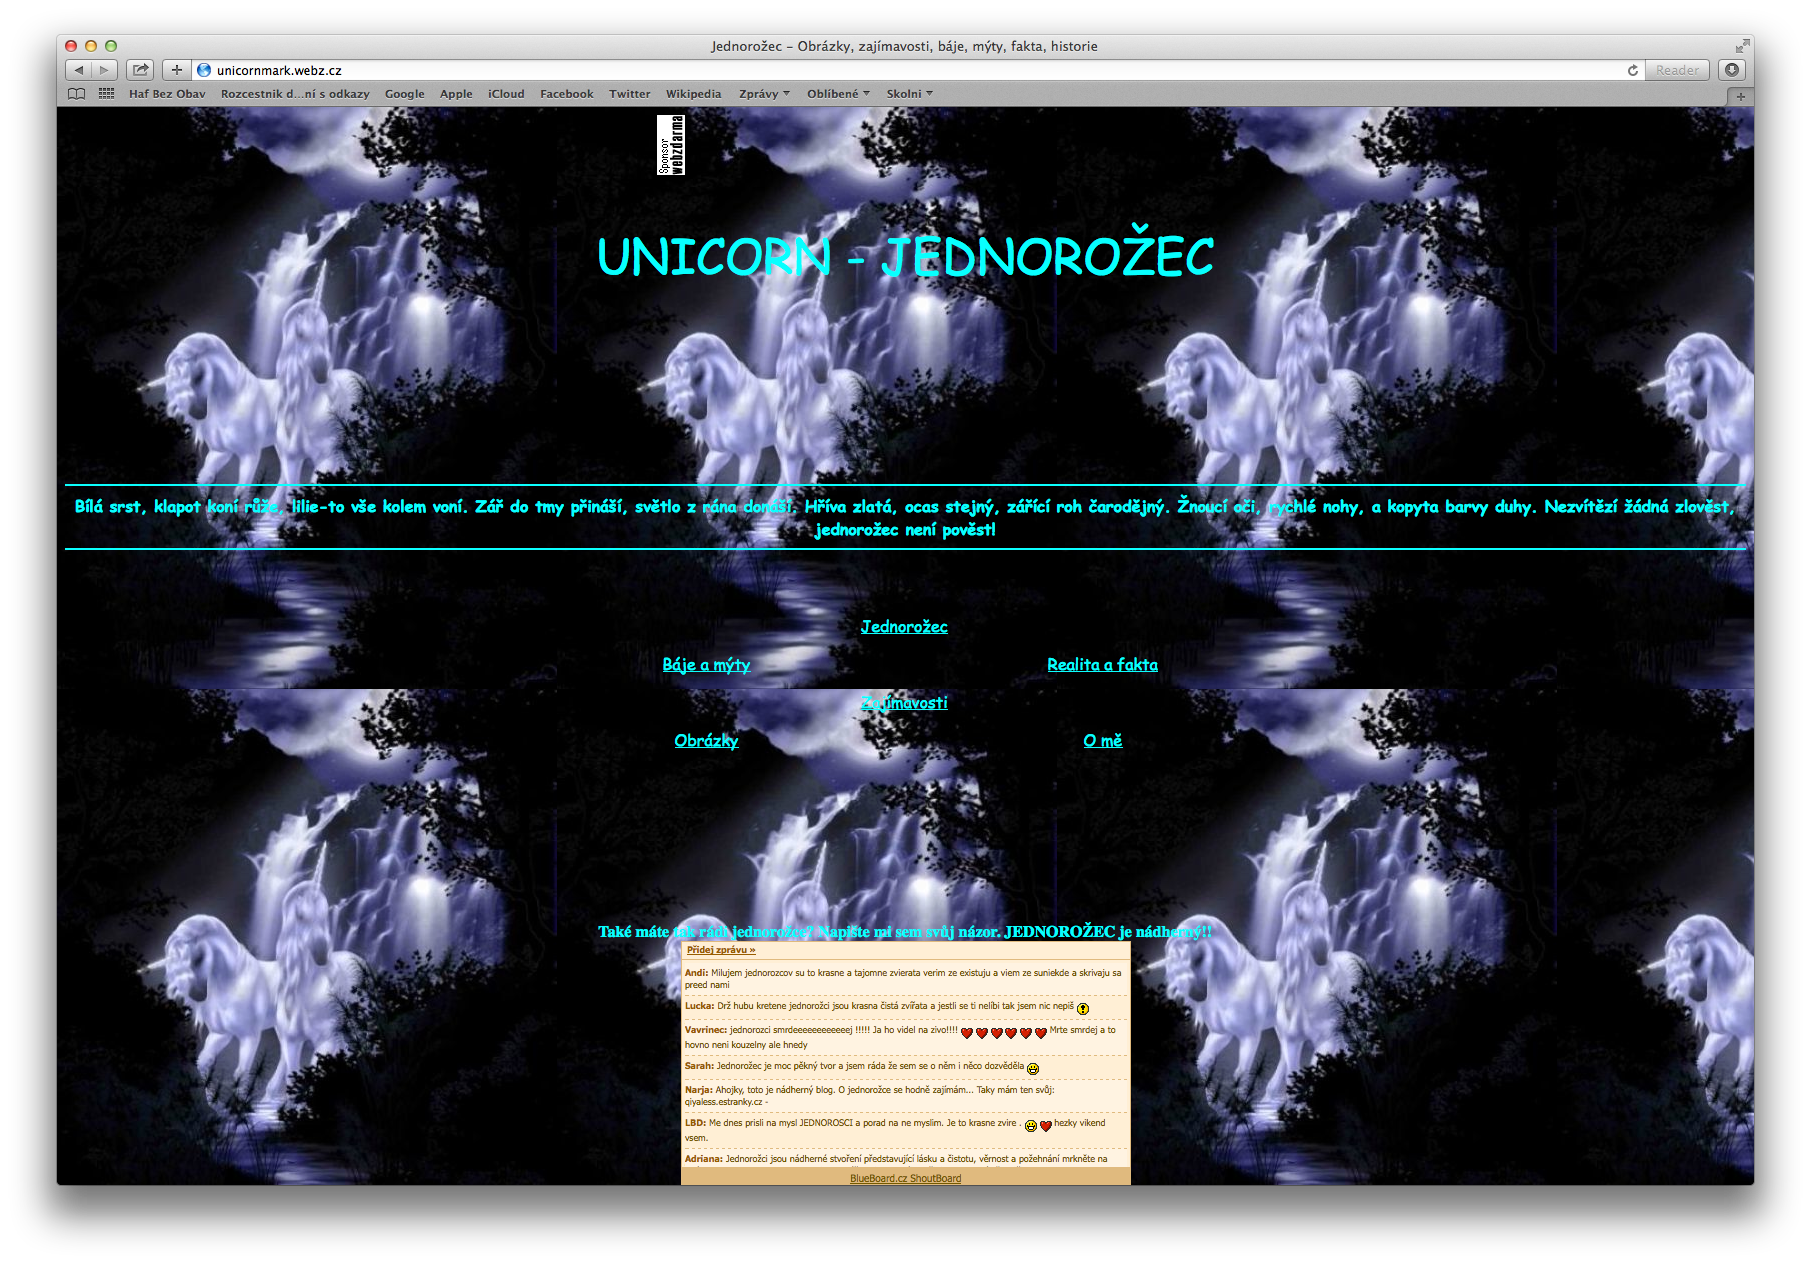 Jednorožec – Obrázky, zajímavosti, báje, mýty, fakta, historie
unicornmark.webz.cz
Reader
Haf Bez Obav Rozcestnik d...ní s odkazy Google Apple iCloud Facebook Twitter Wikipedia Zprávy Oblíbené Skolni
Sponsor
webzdarma
UNICORN - JEDNOROŽEC
Bílá srst, klapot koní růže, lilie-to vše kolem voní. Zář do tmy přináší, světlo z rána donáší. Hříva zlatá, ocas stejný, zářící roh čarodějný. Žnoucí oči, rychlé nohy, a kopyta barvy duhy. Nezvítězí žádná zlověst,
jednorožec není pověst!
Jednorožec
Báje a mýty Realita a fakta
Zajímavosti
Obrázky O mě
Také máte tak rádi jednorožce? Napište mi sem svůj názor. JEDNOROŽEC je nádherný!!
Přidej zprávu »
Andi: Milujem jednorozcov su to krasne a tajomne zvierata verim ze existuju a viem ze suniekde a skrivaju sa
preed nami
Lucka: Drž hubu kretene jednorožci jsou krasna čistá zvířata a jestli se ti nelíbi tak jsem nic nepiš
Vavrinec: jednorozci smrdeeeeeeeeeeej !!!!! Ja ho videl na zivo!!!! Mrte smrdej a to
hovno neni kouzelny ale hnedy
Sarah: Jednorožec je moc pěkný tvor a jsem ráda že sem se o něm i něco dozvěděla
Narja: Ahojky, toto je nádherný blog. O jednorožce se hodně zajímám... Taky mám ten svůj:
qiyaless.estranky.cz -
LBD: Me dnes prisli na mysl JEDNOROSCI a porad na ne myslim. Je to krasne zvire . hezky vikend
vsem.
Adriana: Jednorožci jsou nádherné stvoření představující lásku a čistotu, věrnost a požehnání mrkněte na
BlueBoard.cz ShoutBoard